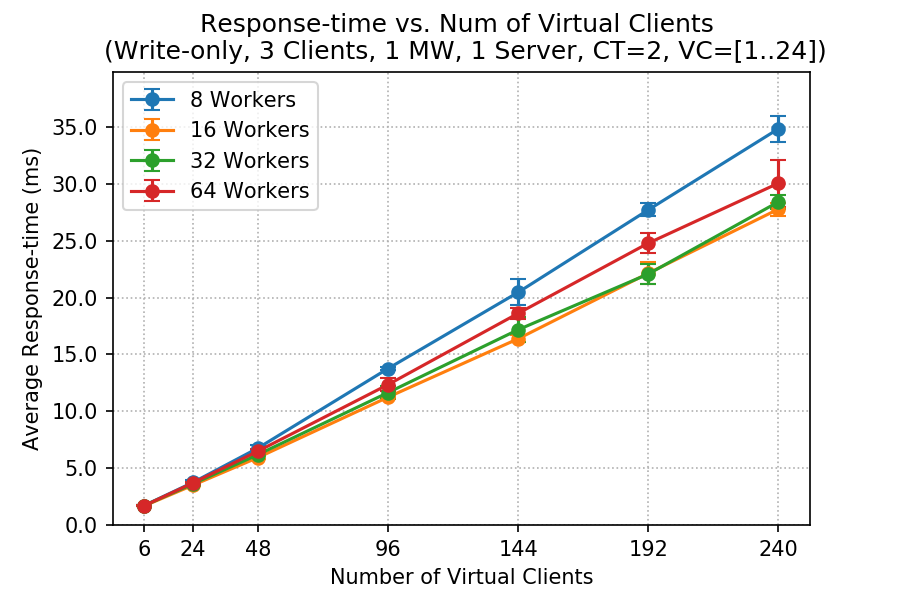 Response-time vs. Num of Virtual Clients
(Write-only, 3 Clients, 1 MW, 1 Server, CT=2, VC=[1..24])
8 Workers
16 Workers
32 Workers
64 Workers
Average Response-time (ms)
35.0
30.0
25.0
20.0
15.0
10.0
5.0
0.0
6 24 48 96 144 192 240
Number of Virtual Clients